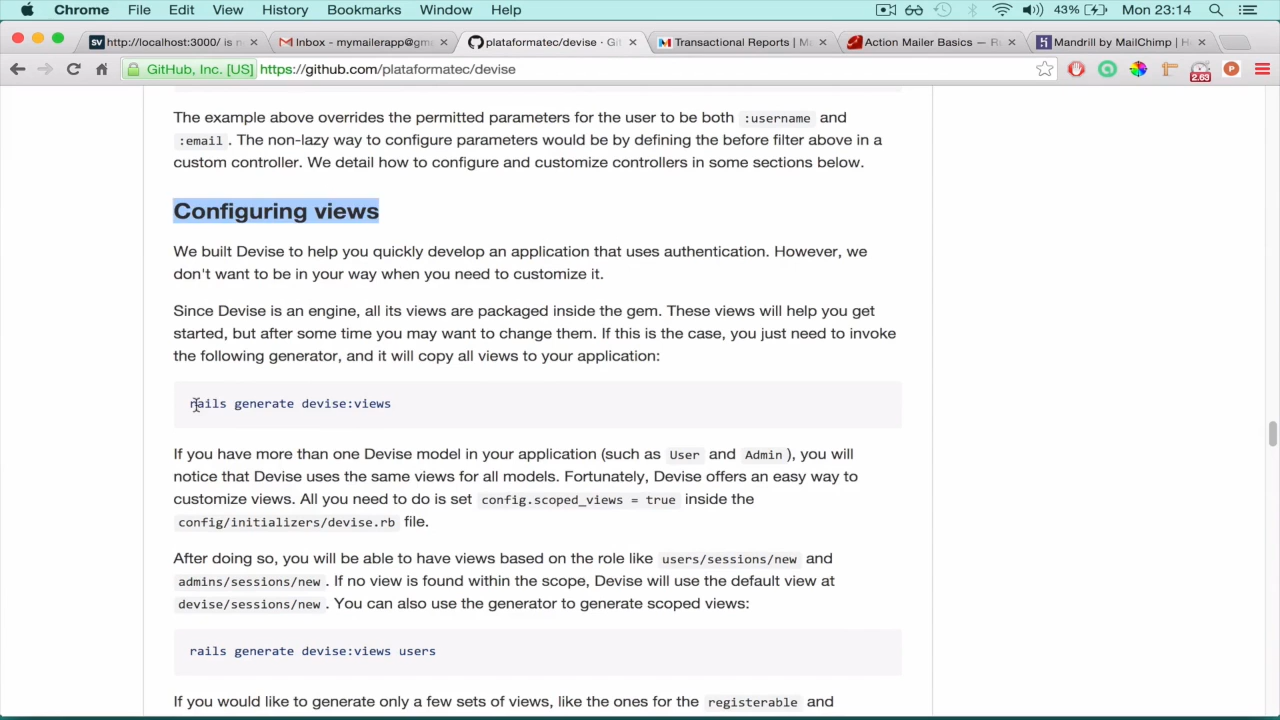 Chrome File Edit View History Bookmarks Window Help 43% Mon 23:14
http://localhost:3000/ is n Inbox - mymailerapp@gm plataformatec/devise · Git Transactional Reports | M Action Mailer Basics — Ru Mandrill by MailChimp | He
GitHub, Inc. [US] https://github.com/plataformatec/devise 2.63
The example above overrides the permitted parameters for the user to be both :username and
:email . The non-lazy way to configure parameters would be by defining the before filter above in a
custom controller. We detail how to configure and customize controllers in some sections below.
Configuring views
We built Devise to help you quickly develop an application that uses authentication. However, we
don't want to be in your way when you need to customize it.
Since Devise is an engine, all its views are packaged inside the gem. These views will help you get
started, but after some time you may want to change them. If this is the case, you just need to invoke
the following generator, and it will copy all views to your application:
rails generate devise:views
If you have more than one Devise model in your application (such as User and Admin ), you will
notice that Devise uses the same views for all models. Fortunately, Devise offers an easy way to
customize views. All you need to do is set config.scoped_views = true inside the
config/initializers/devise.rb file.
After doing so, you will be able to have views based on the role like users/sessions/new and
admins/sessions/new . If no view is found within the scope, Devise will use the default view at
devise/sessions/new . You can also use the generator to generate scoped views:
rails generate devise:views users
If you would like to generate only a few sets of views, like the ones for the registerable and